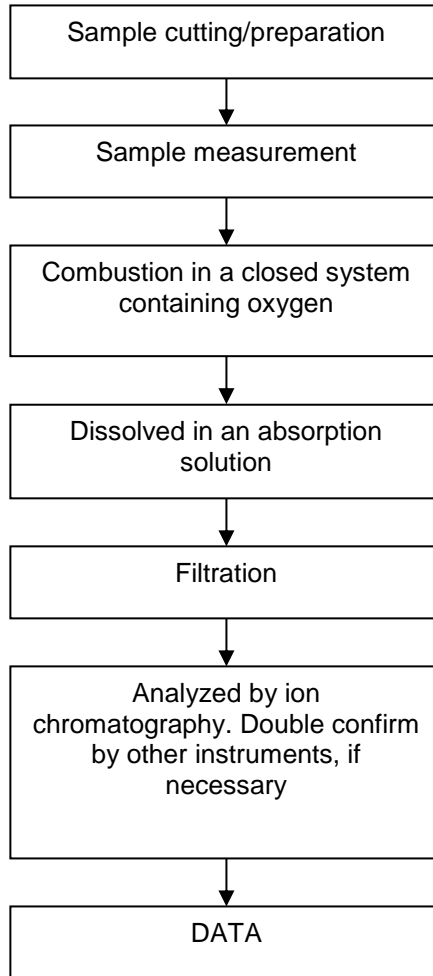 Sample cutting/preparation
Sample measurement
Combustion in a closed system
containing oxygen
Dissolved in an absorption
solution
Filtration
Analyzed by ion
chromatography. Double confirm
by other instruments, if
necessary
DATA